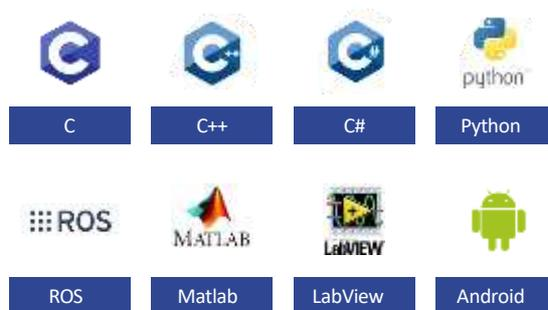 C
C++
C#
python
C
C++
C#
Python
ROS
MATLAB
LabVIEW
ROS
Matlab
LabView
Android